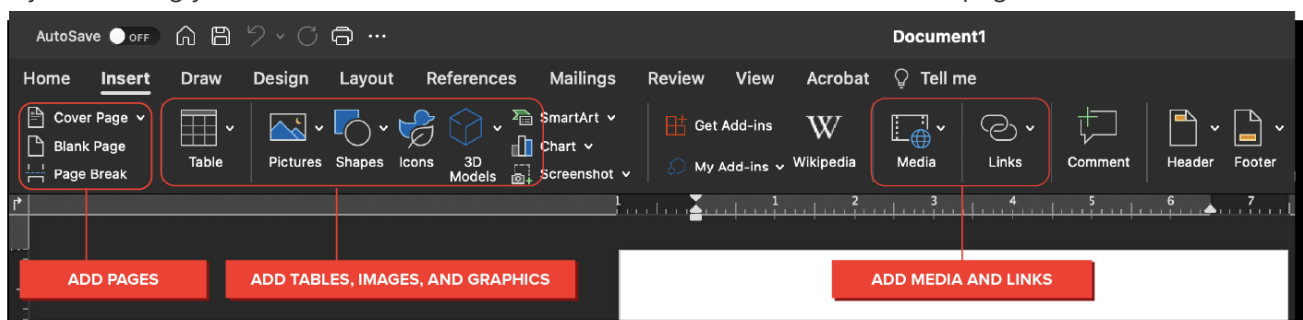 AutoSave OFF ... Document1
Home Insert Draw Design Layout References Mailings Review View Acrobat Tell me
Cover Page
Blank Page
Page Break
Table
Pictures
Shapes
Icons
3D
Models
SmartArt
Chart
Screenshot
Get Add-ins
My Add-ins
W
Wikipedia
Media
Links
Comment
Header
Footer
1 1 2 3 4 5 6 7
ADD PAGES
ADD TABLES, IMAGES, AND GRAPHICS
ADD MEDIA AND LINKS